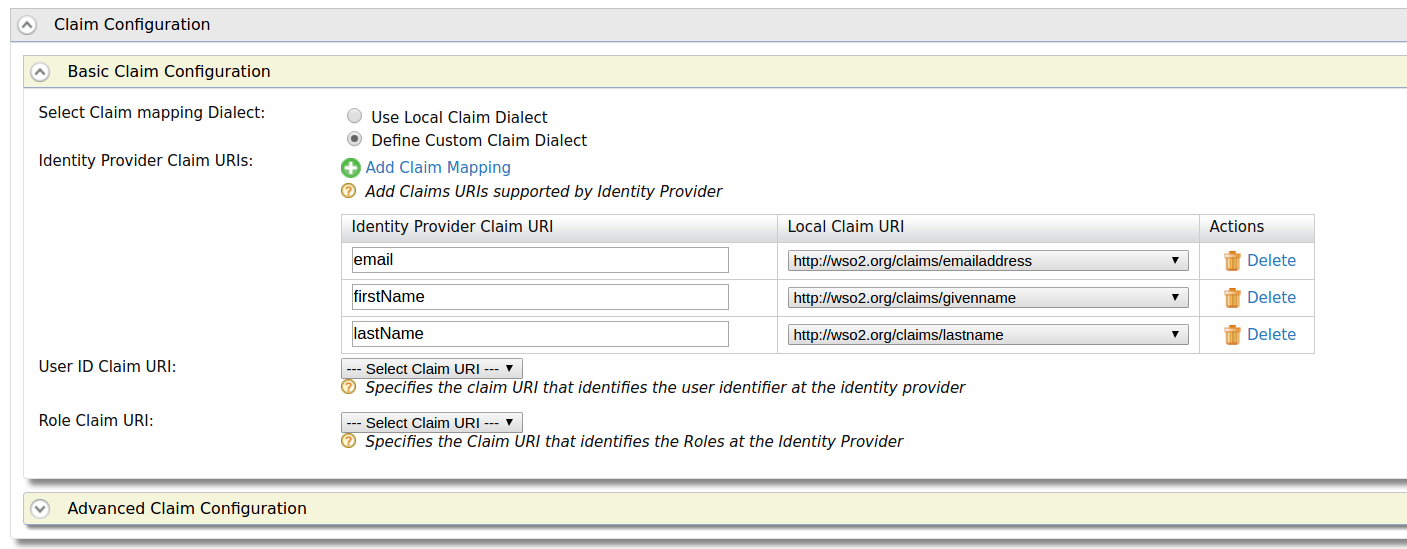 Claim Configuration
Basic Claim Configuration
Select Claim mapping Dialect:
Use Local Claim Dialect
Define Custom Claim Dialect
Identity Provider Claim URIs:
Add Claim Mapping
? Add Claims URIs supported by Identity Provider
Identity Provider Claim URI Local Claim URI Actions
email http://wso2.org/claims/emailaddress Delete
firstName http://wso2.org/claims/givenname Delete
lastName http://wso2.org/claims/lastname Delete
User ID Claim URI: --- Select Claim URI ---
? Specifies the claim URI that identifies the user identifier at the identity provider
Role Claim URI: --- Select Claim URI ---
? Specifies the Claim URI that identifies the Roles at the Identity Provider
Advanced Claim Configuration